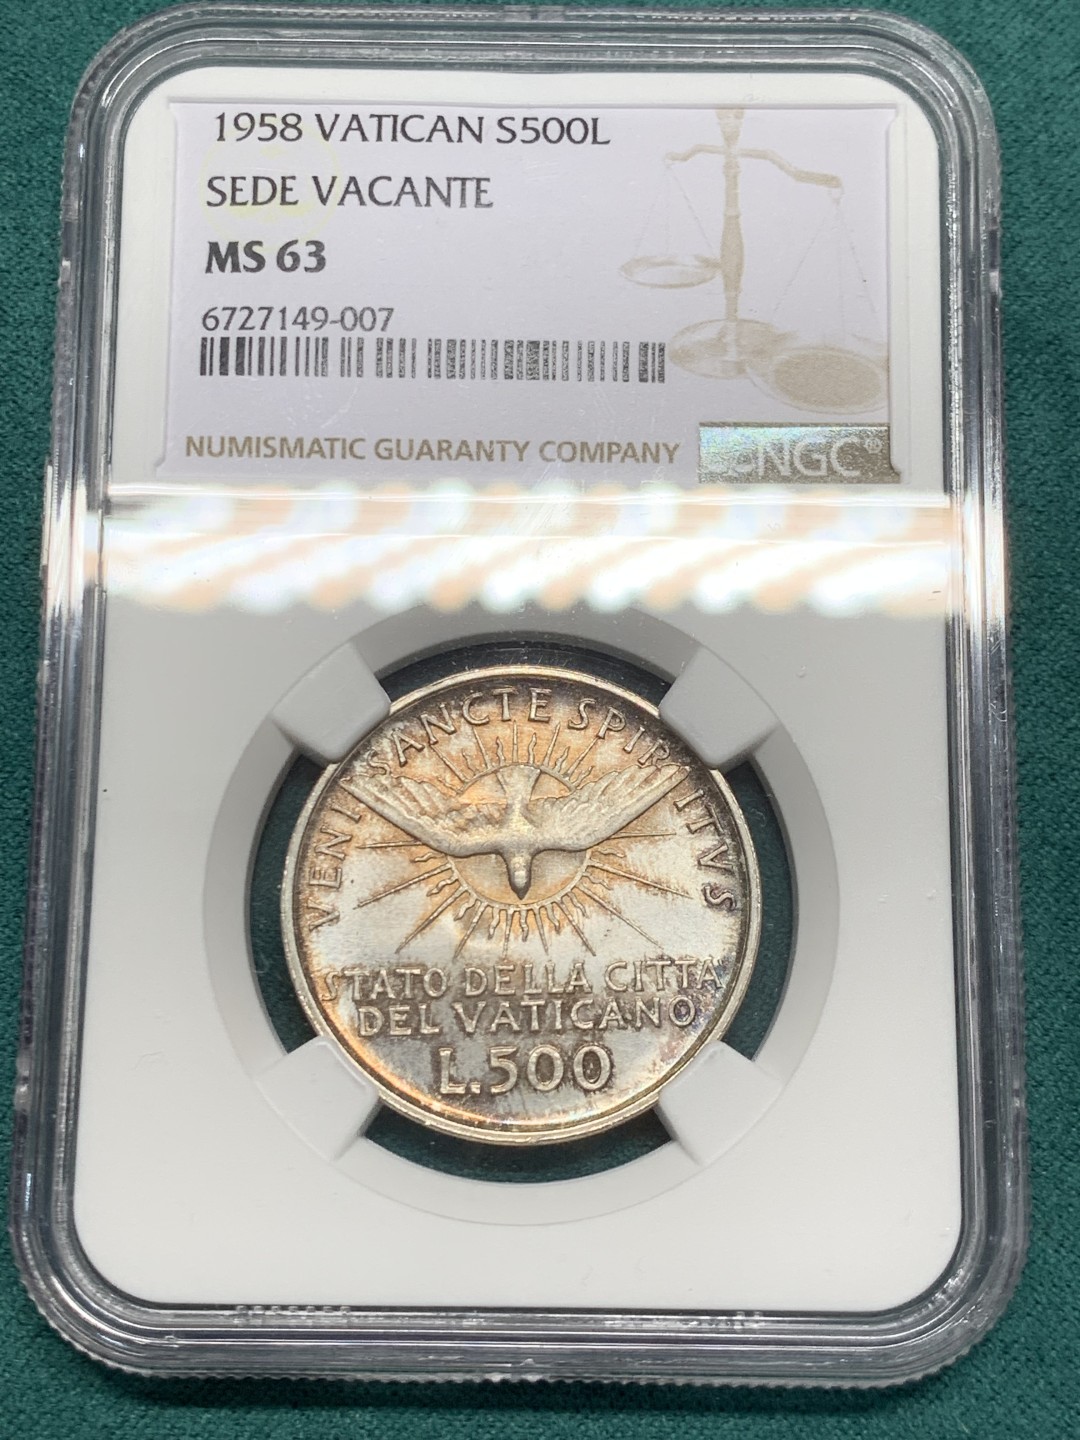 1958 VATICAN S500L
SEDE VACANTE
MS 63
6727149-007
NUMISMATIC GUARANTY COMPANY
NGC®
VENI SANCTE SPIRITVS
STATO DELLA CITTA
DEL VATICANO
L.500